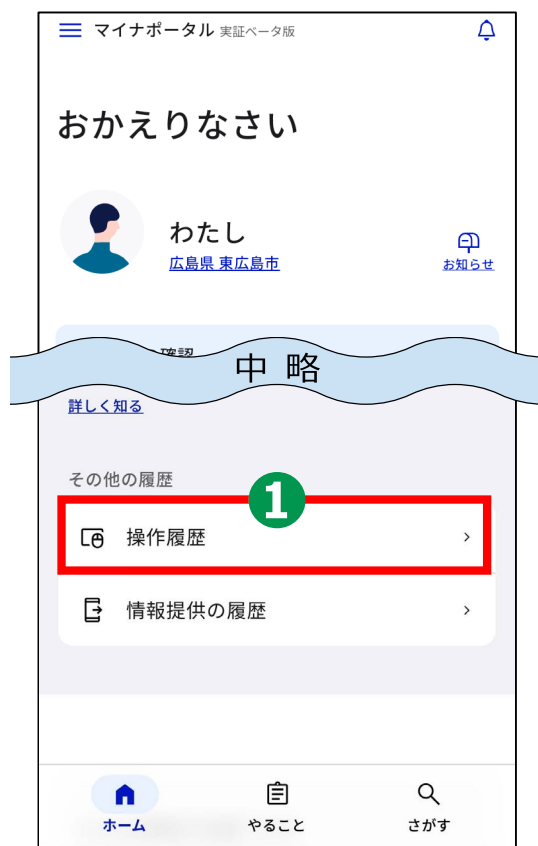 マイナポータル 実証ベータ版
おかえりなさい
わたし
広島県 東広島市
お知らせ
確認
中 略
詳しく知る
その他の履歴
1
操作履歴
情報提供の履歴
ホーム
やること
さがす